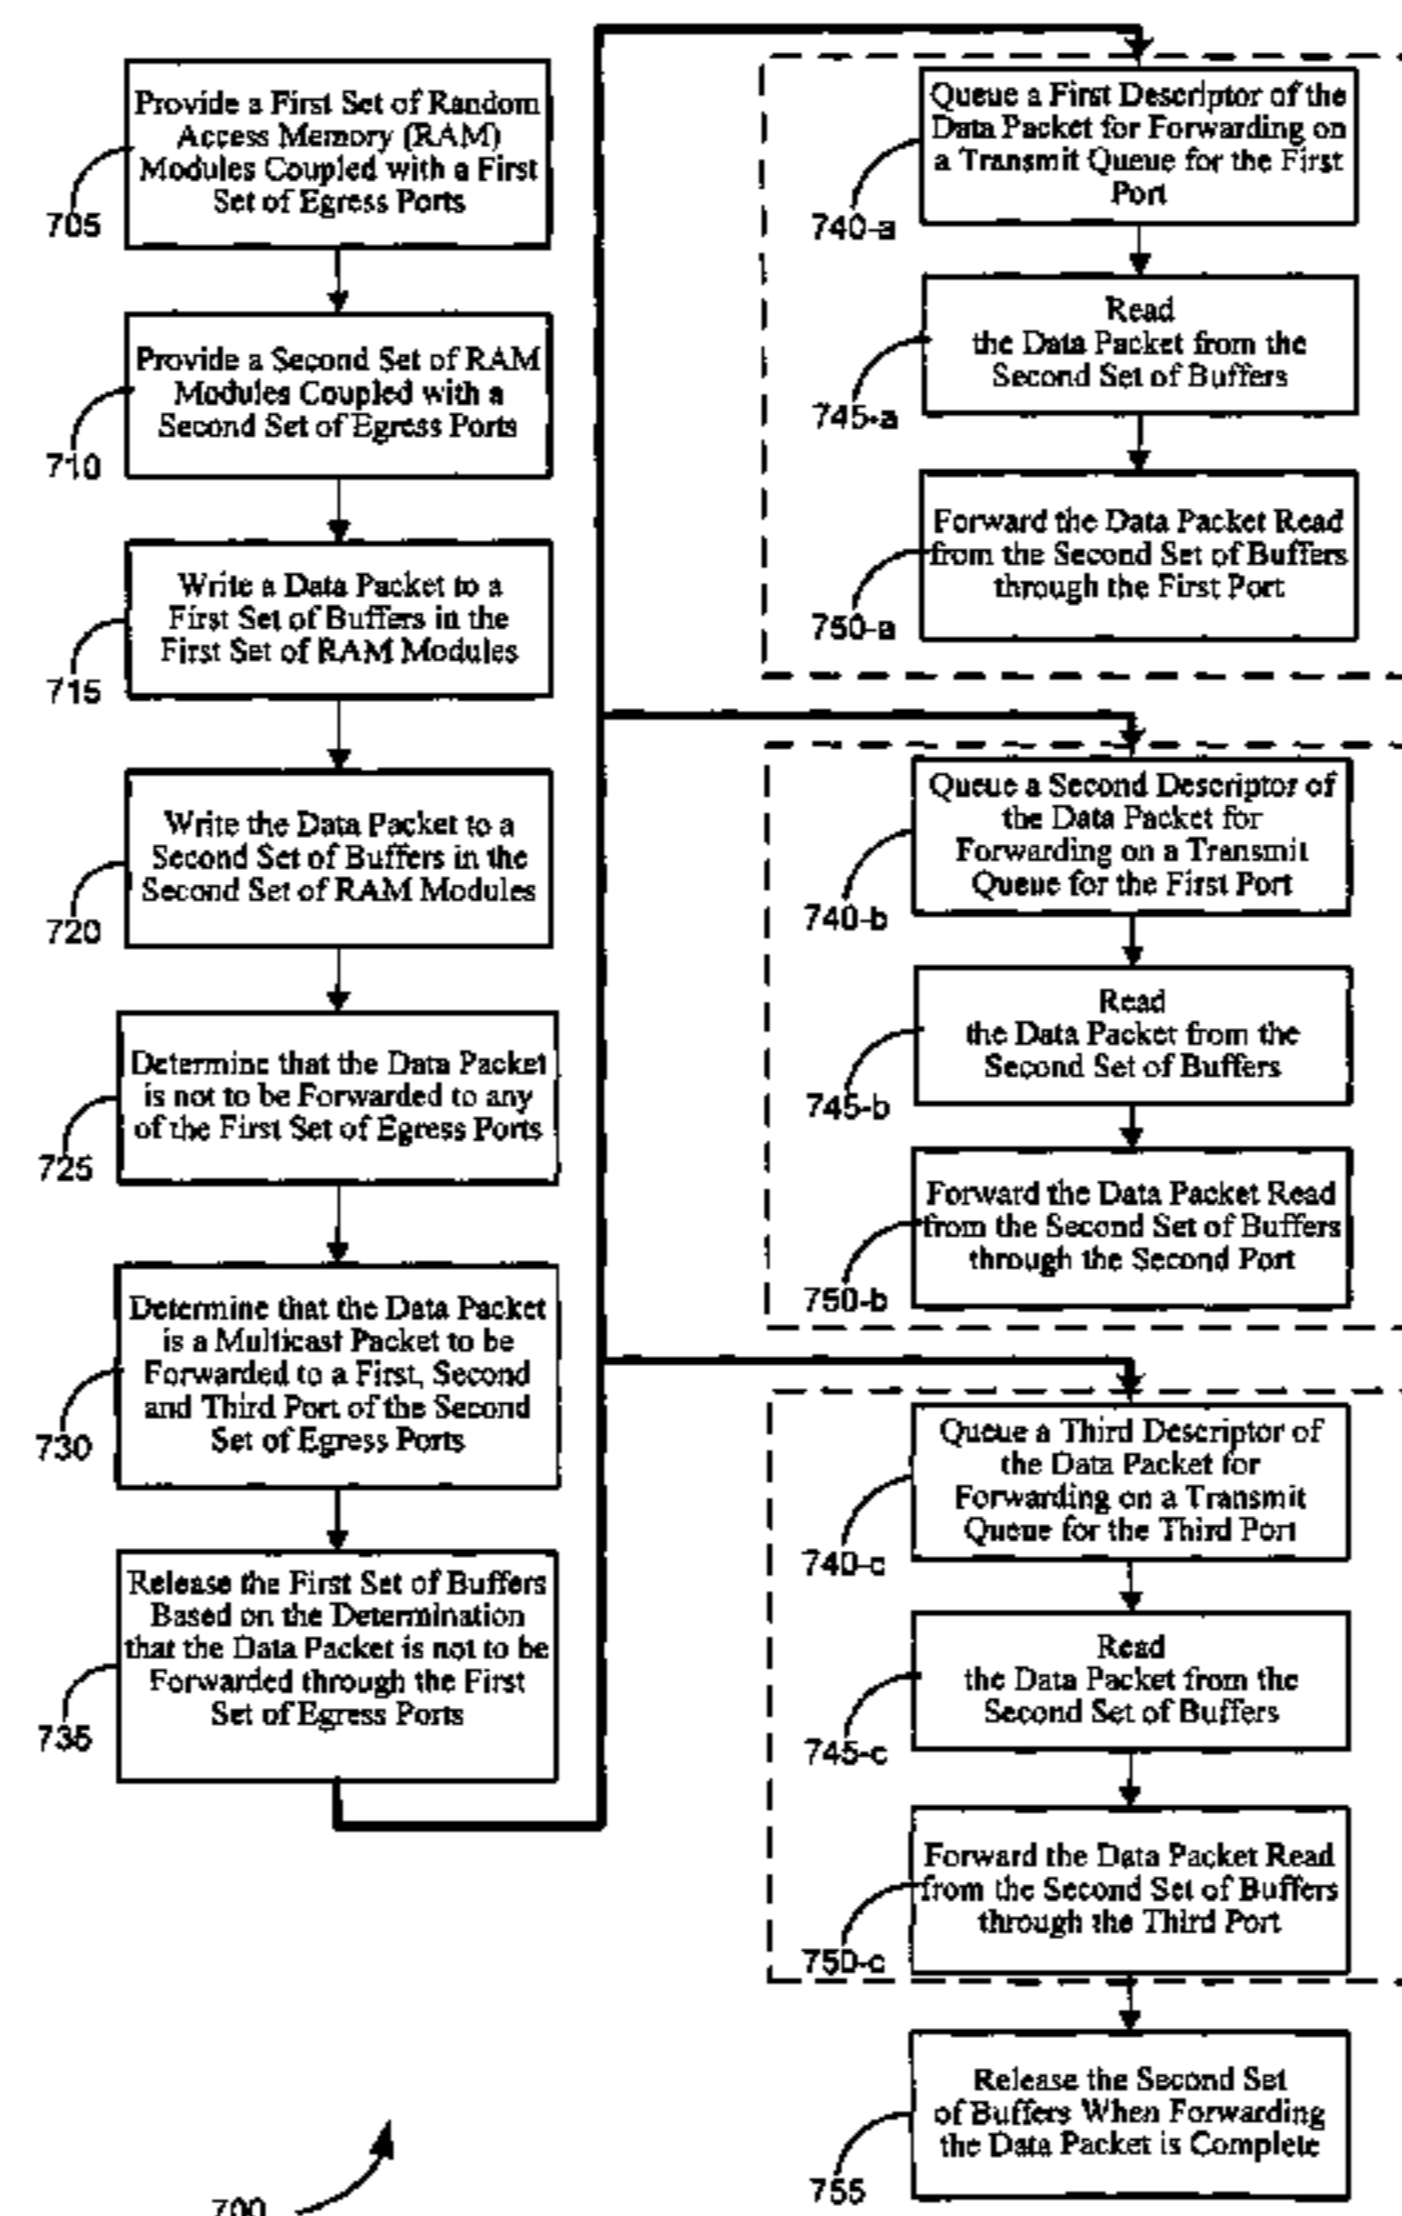 Provide a First Set of Random
Access Memory (RAM)
Modules Coupled with a First
Set of Egress Ports
705
Provide a Second Set of RAM
Modules Coupled with a
Second Set of Egress Ports
710
Write a Data Packet to a
First Set of Buffers in the
First Set of RAM Modules
715
Write the Data Packet to a
Second Set of Buffers in the
Second Set of RAM Modules
720
Determine that the Data Packet
is not to be Forwarded to any
of the First Set of Egress Ports
725
Determine that the Data Packet
is a Multicast Packet to be
Forwarded to a First, Second
and Third Port of the Second
Set of Egress Ports
730
Release the First Set of Buffers
Based on the Determination
that the Data Packet is not to be
Forwarded through the First
Set of Egress Ports
735
Queue a First Descriptor of the
Data Packet for Forwarding on
a Transmit Queue for the First
Port
740-a
Read
the Data Packet from the
Second Set of Buffers
745-a
Forward the Data Packet Read
from the Second Set of Buffers
through the First Port
750-a
Queue a Second Descriptor of
the Data Packet for
Forwarding on a Transmit
Queue for the First Port
740-b
Read
the Data Packet from the
Second Set of Buffers
745-b
Forward the Data Packet Read
from the Second Set of Buffers
through the Second Port
750-b
Queue a Third Descriptor of
the Data Packet for
Forwarding on a Transmit
Queue for the Third Port
740-c
Read
the Data Packet from the
Second Set of Buffers
745-c
Forward the Data Packet Read
from the Second Set of Buffers
through the Third Port
750-c
Release the Second Set
of Buffers When Forwarding
the Data Packet is Complete
755
700